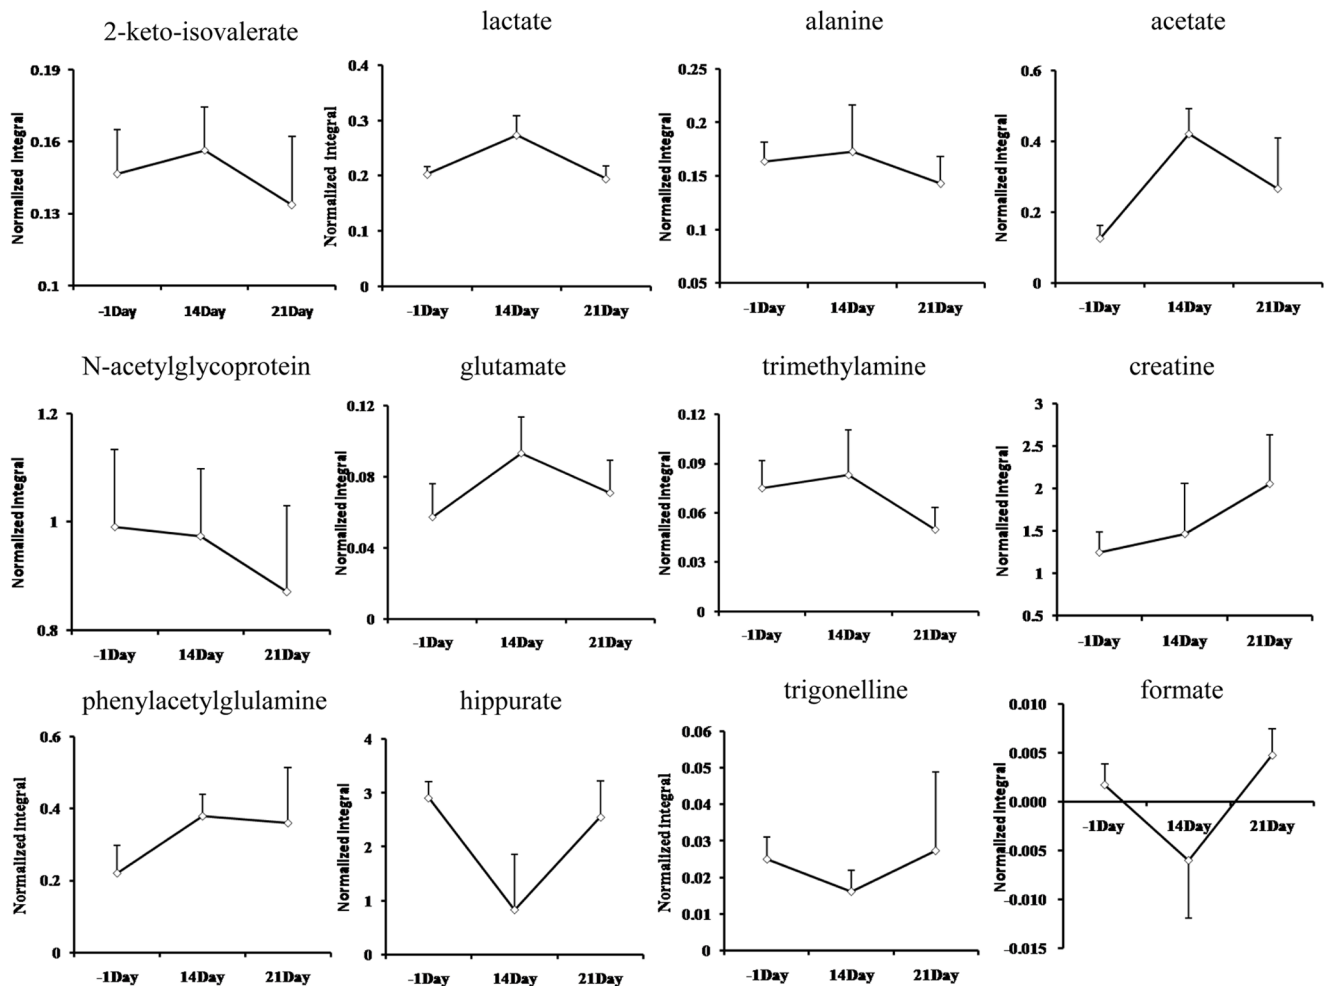 2-keto-isovalerate
Normalized Integral
0.19
0.16
0.13
0.1
-1Day 14Day 21Day
lactate
Normalized Integral
0.4
0.3
0.2
0.1
0
-1Day 14Day 21Day
alanine
Normalized Integral
0.25
0.2
0.15
0.1
0.05
-1Day 14Day 21Day
acetate
Normalized Integral
0.6
0.4
0.2
0
-1Day 14Day 21Day
N-acetylglycoprotein
Normalized Integral
1.2
1
0.8
-1Day 14Day 21Day
glutamate
Normalized Integral
0.12
0.08
0.04
0
-1Day 14Day 21Day
trimethylamine
Normalized Integral
0.12
0.09
0.06
0.03
0
-1Day 14Day 21Day
creatine
Normalized Integral
3
2.5
2
1.5
1
0.5
-1Day 14Day 21Day
phenylacetylglulamine
Normalized Integral
0.6
0.4
0.2
0
-1Day 14Day 21Day
hippurate
Normalized Integral
4
3
2
1
0
-1Day 14Day 21Day
trigonelline
Normalized Integral
0.06
0.05
0.04
0.03
0.02
0.01
0
-1Day 14Day 21Day
formate
Normalized Integral
0.010
0.005
0.000
-0.005
-0.010
-0.015
-1Day 14Day 21Day